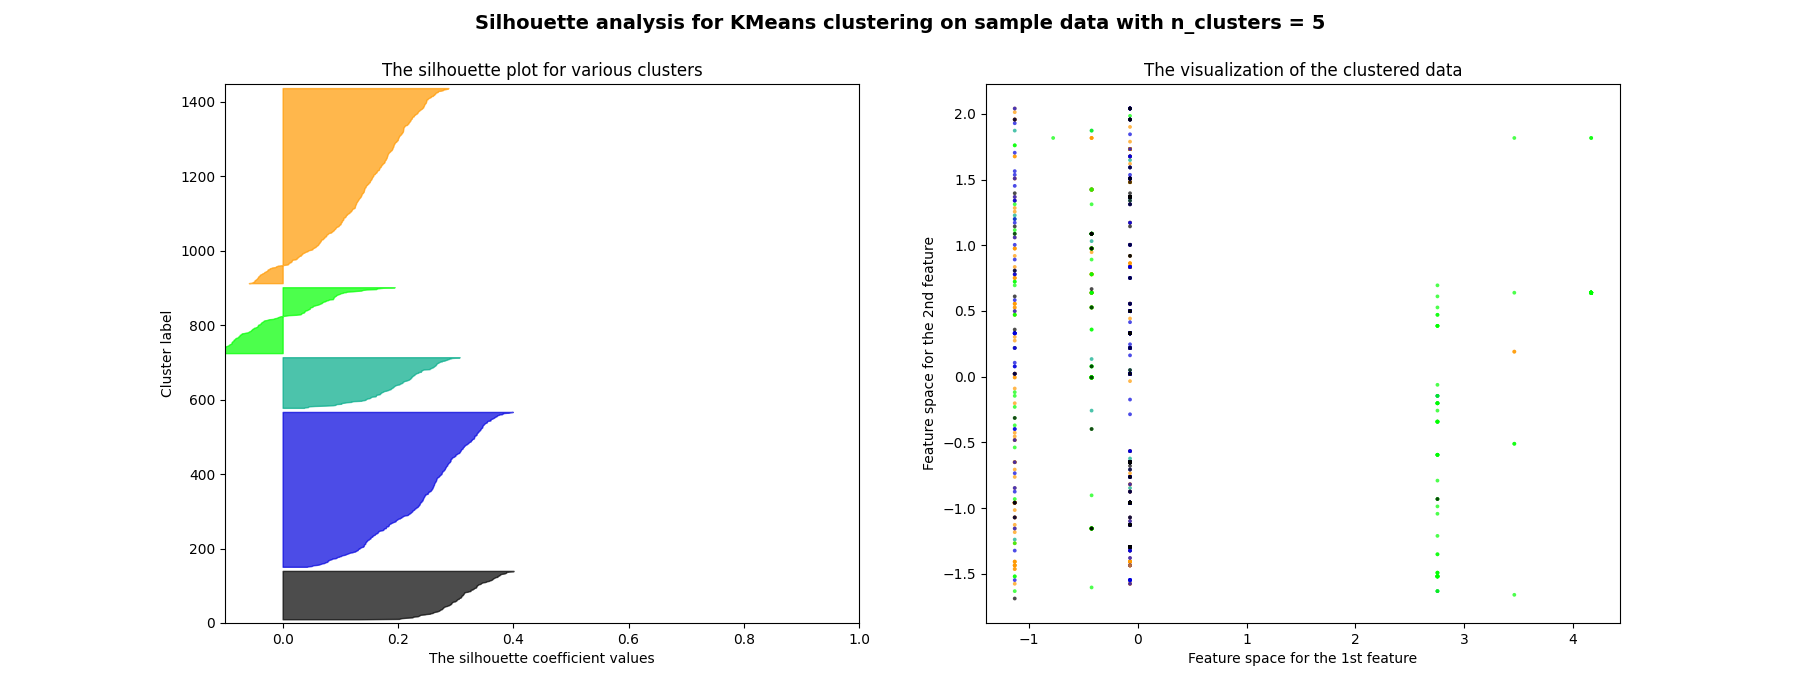 Silhouette analysis for KMeans clustering on sample data with n_clusters = 5
The silhouette plot for various clusters
1400
1200
1000
800
600
400
200
0
Cluster label
0.0 0.2 0.4 0.6 0.8 1.0
The silhouette coefficient values
The visualization of the clustered data
2.0
1.5
1.0
0.5
0.0
−0.5
−1.0
−1.5
Feature space for the 2nd feature
−1 0 1 2 3 4
Feature space for the 1st feature